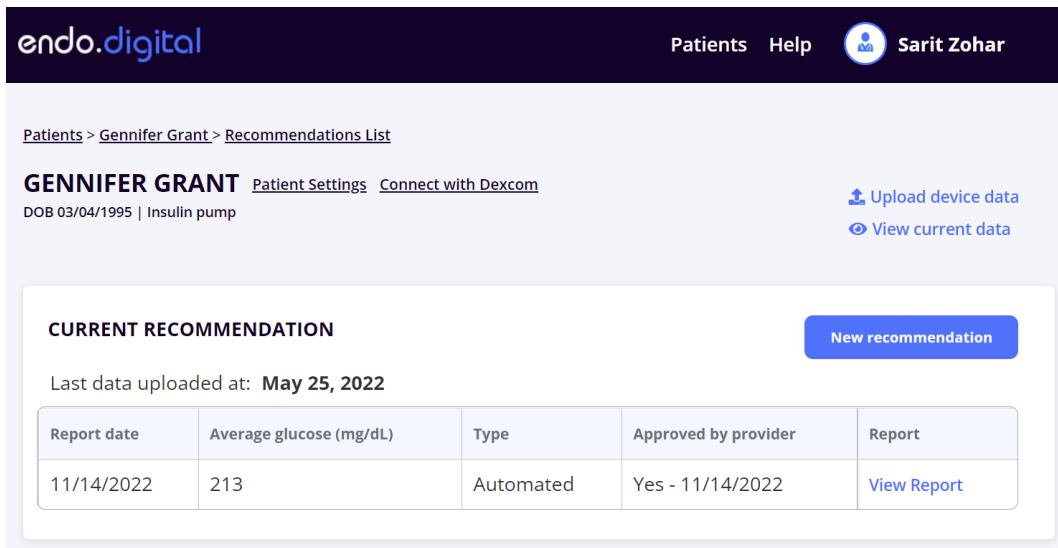 endo.digital Patients Help Sarit Zohar
Patients > Gennifer Grant > Recommendations List
GENNIFER GRANT Patient Settings Connect with Dexcom
DOB 03/04/1995 | Insulin pump
Upload device data
View current data
CURRENT RECOMMENDATION New recommendation
Last data uploaded at: May 25, 2022
Report date Average glucose (mg/dL) Type Approved by provider Report
11/14/2022 213 Automated Yes - 11/14/2022 View Report